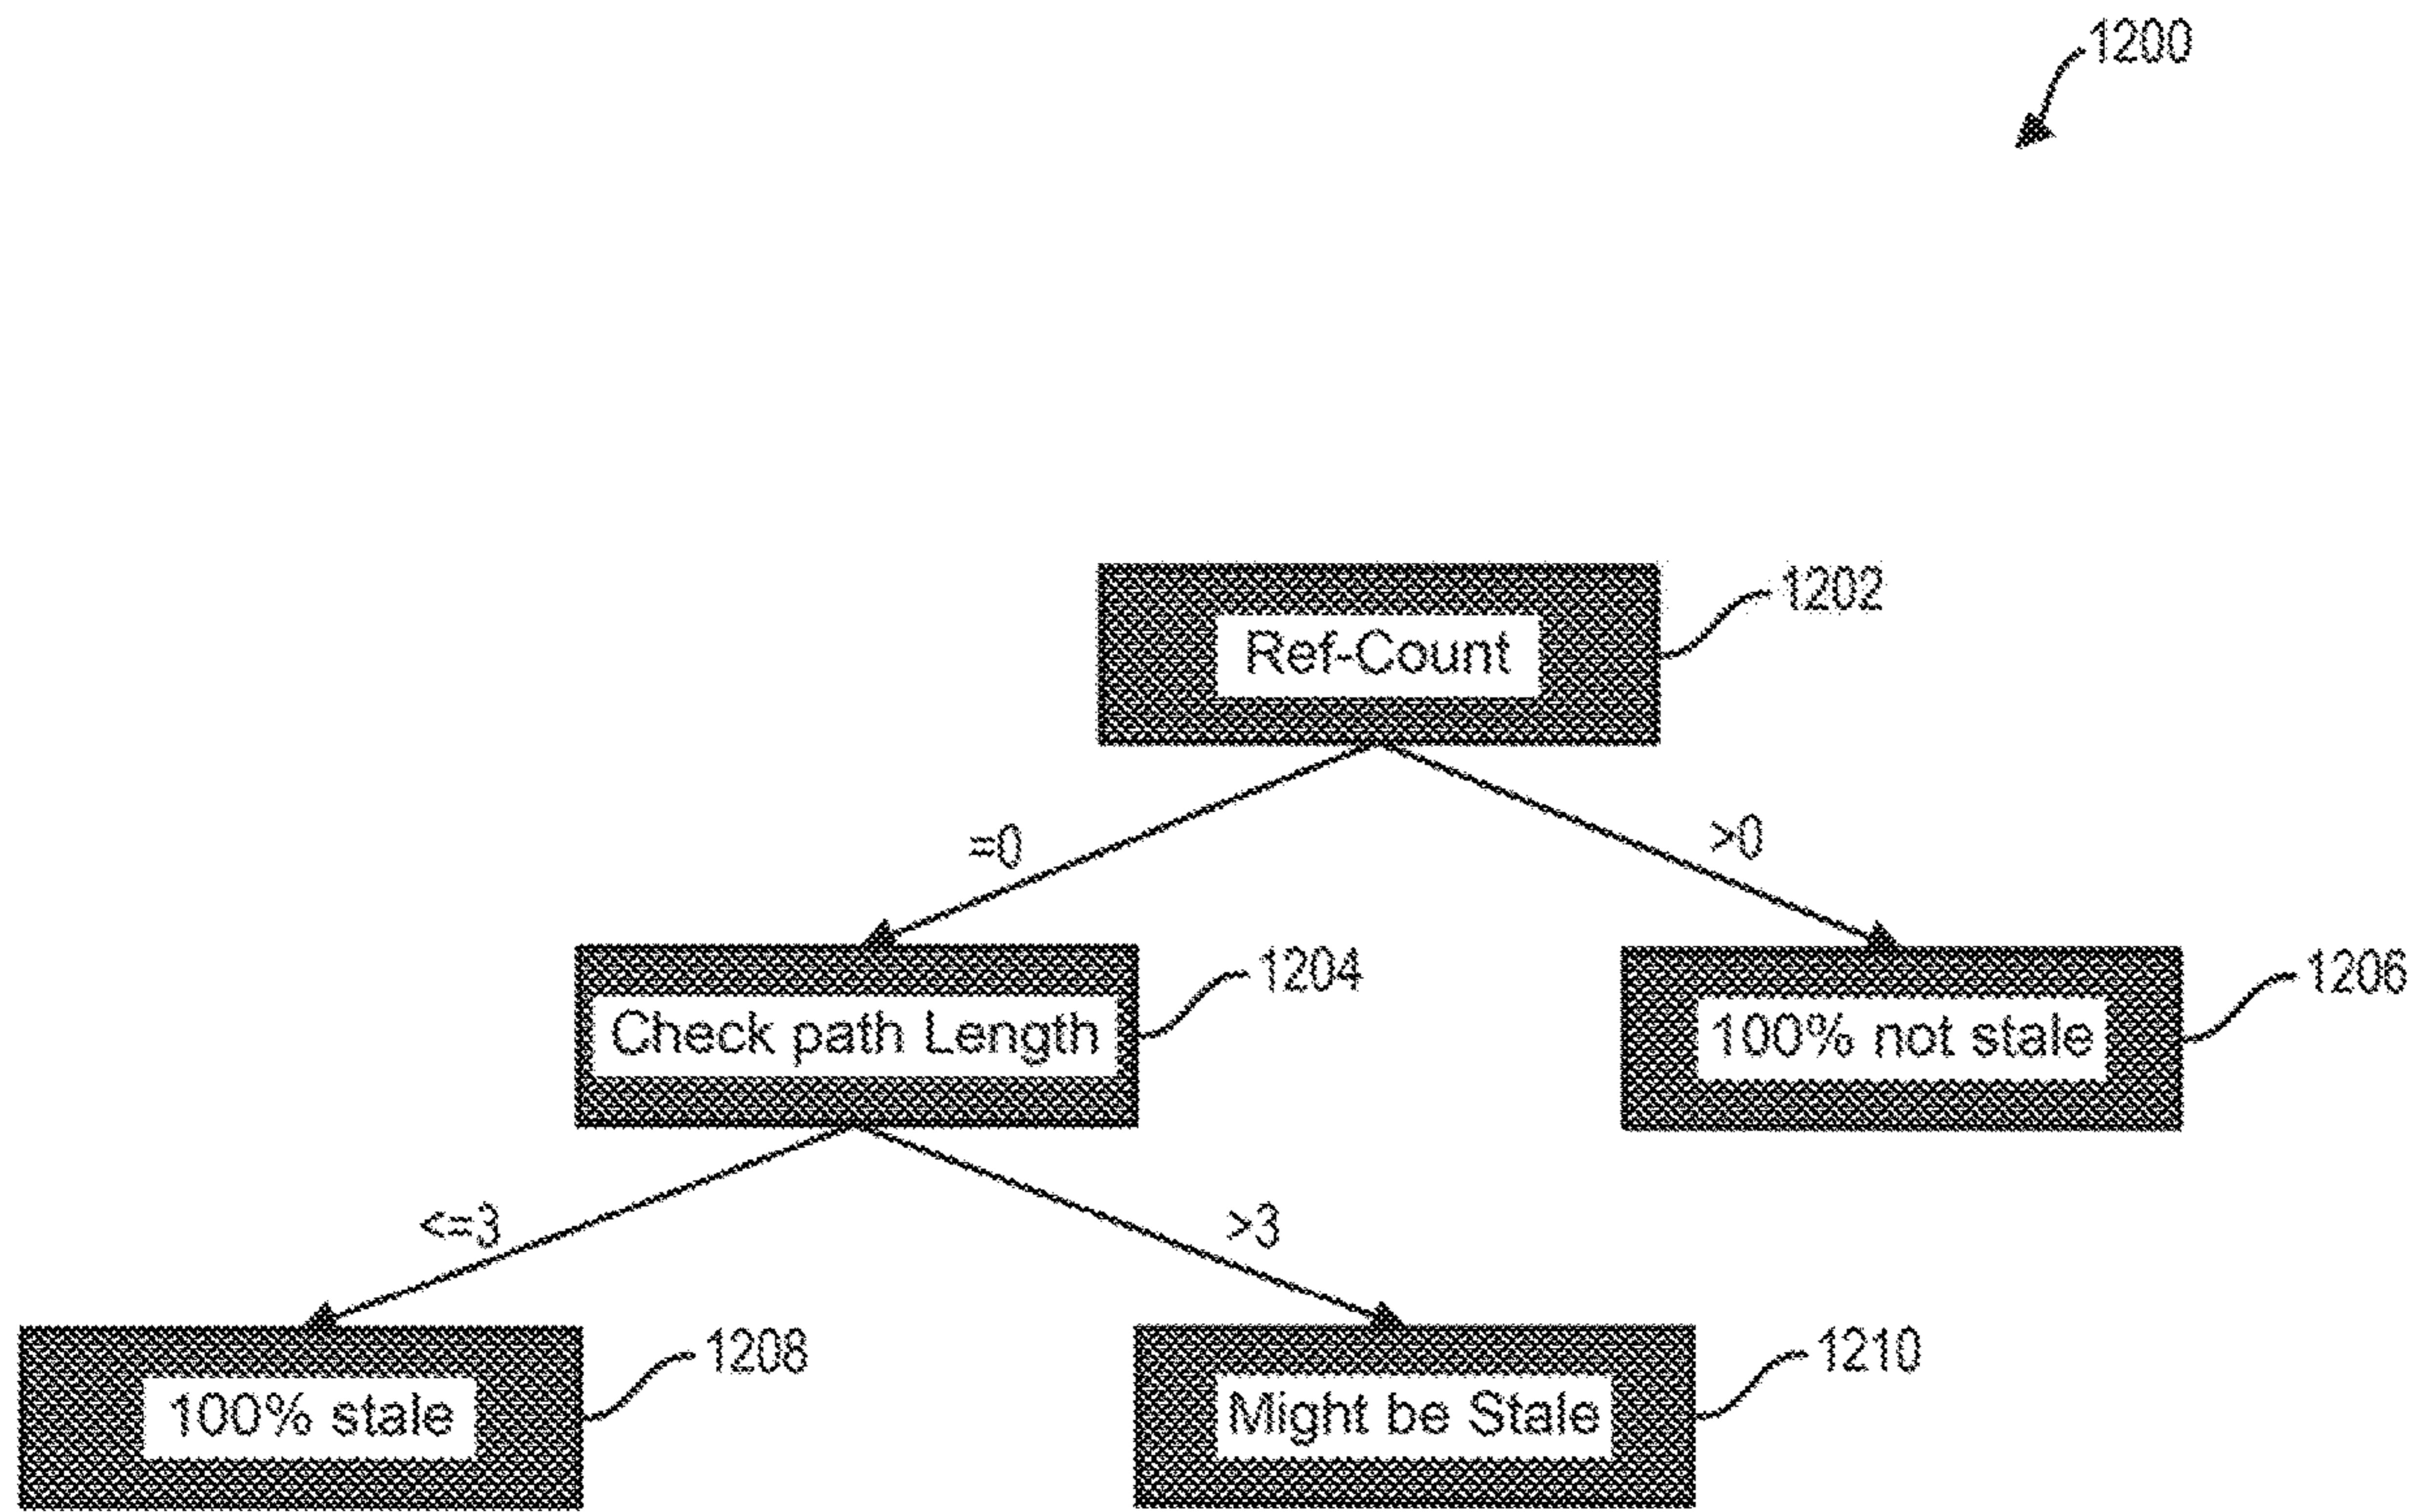 1200
Ref-Count
1202
=0
>0
Check path Length
1204
100% not stale
1206
<=3
>3
100% stale
1208
Might be Stale
1210